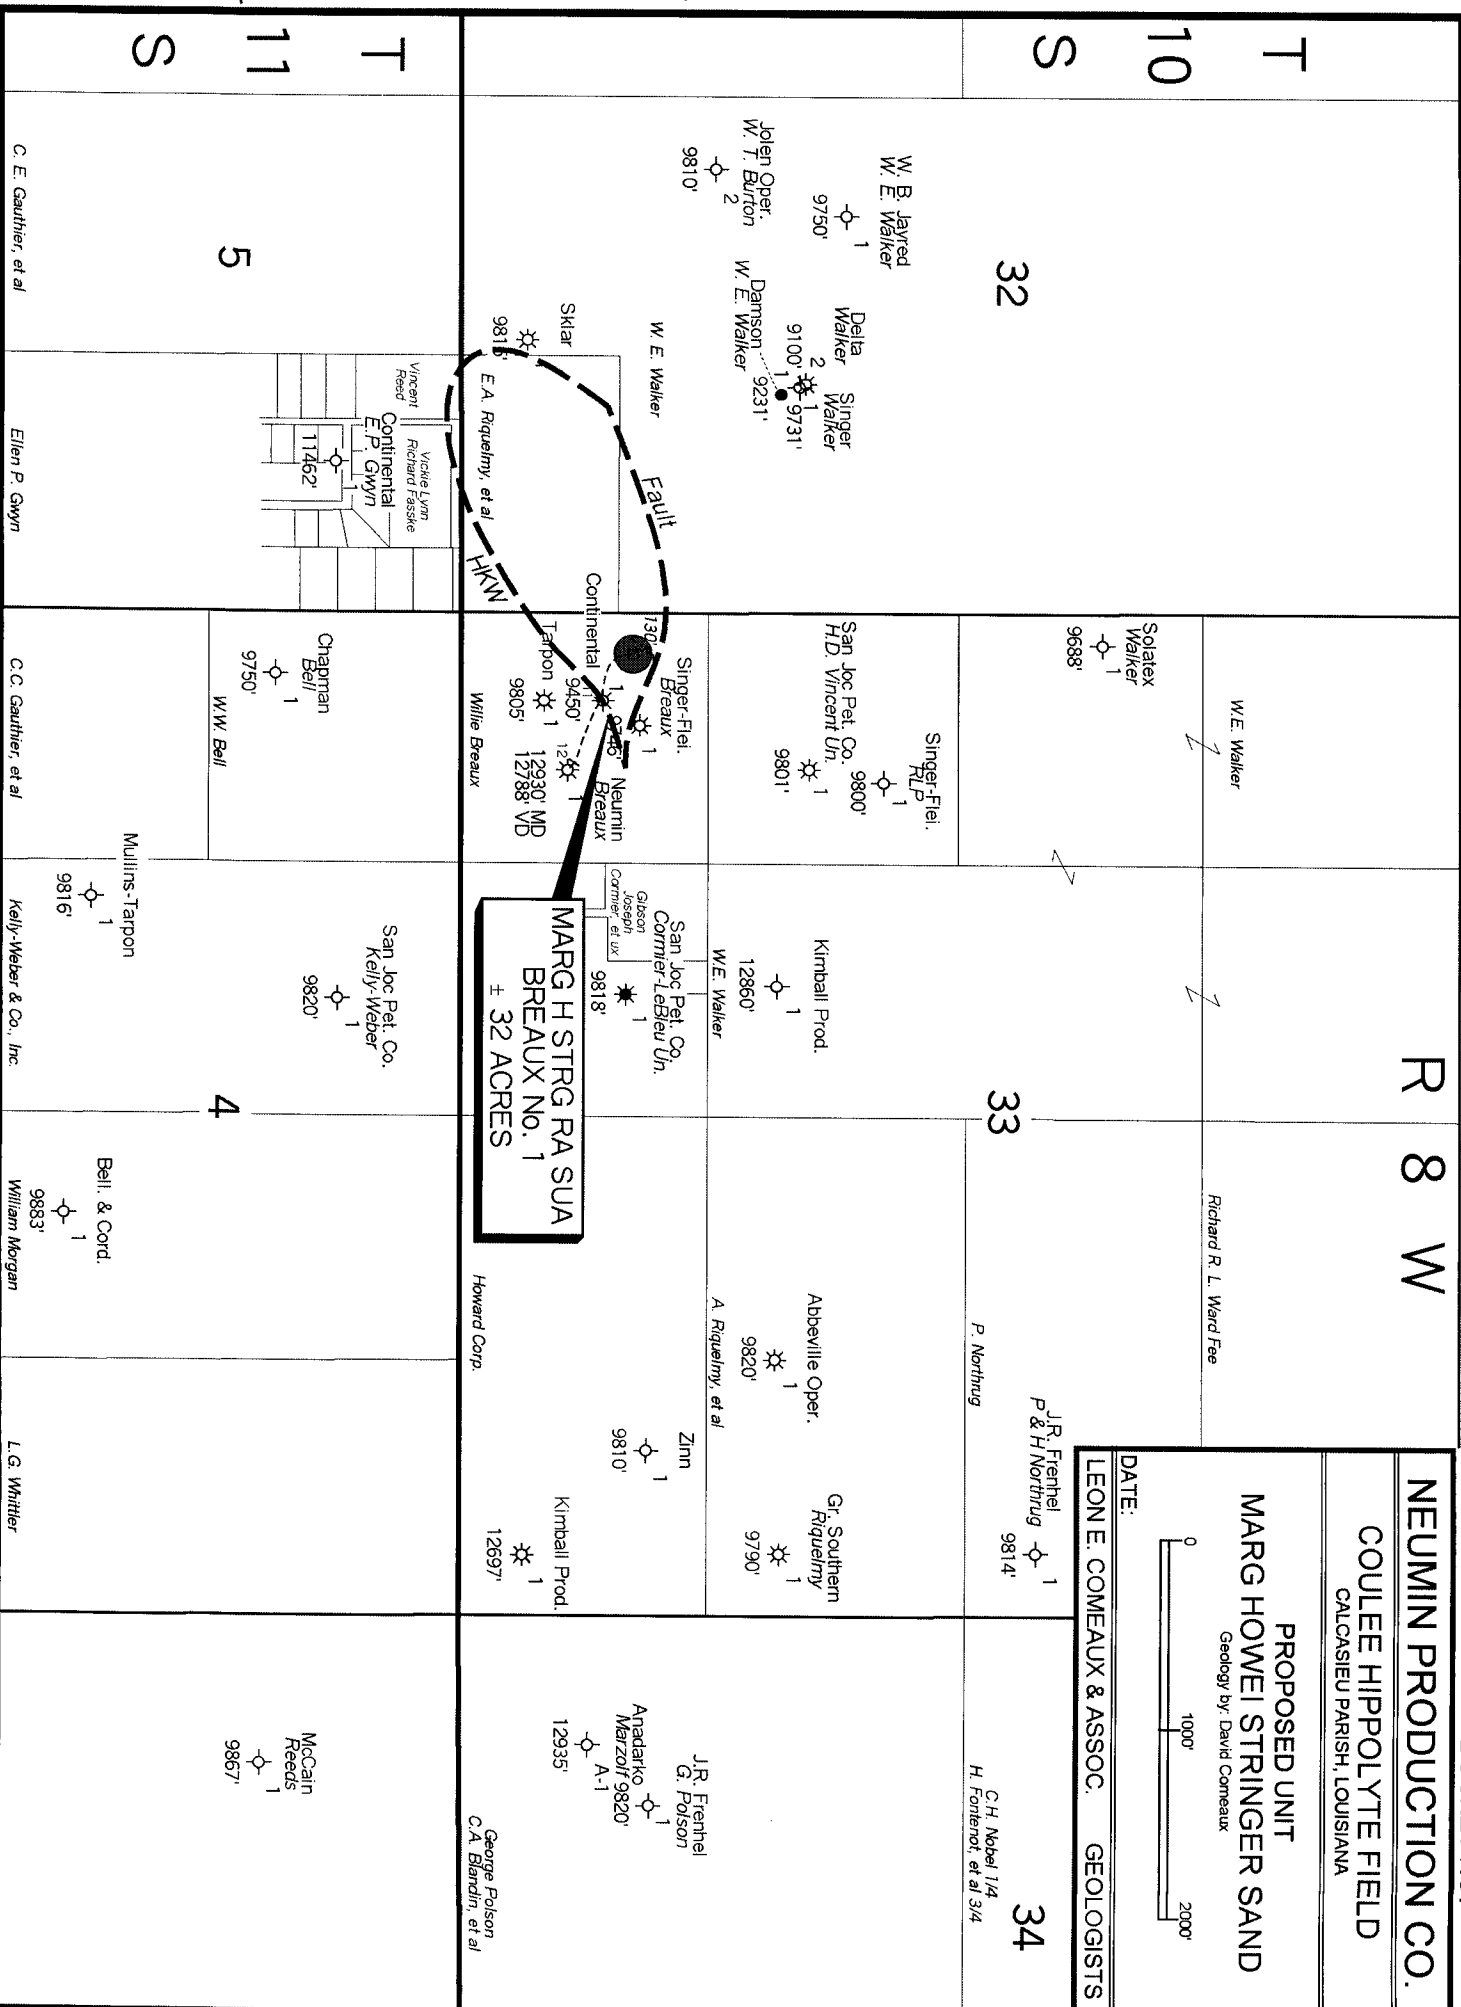 NEUMIN PRODUCTION CO.
COULEE HIPPOLYTE FIELD
CALCASIEU PARISH, LOUISIANA
PROPOSED UNIT
MARG HOWEI STRINGER SAND
Geology by: David Comeaux
0 1000' 2000'
DATE:
LEON E. COMEAUX & ASSOC. GEOLOGISTS
R 8 W
T
10
S
T
11
S
32
33
34
5
4
W.E. Walker
Richard R. L. Ward Fee
Solatex
Walker
1
9688'
P. Northrug
J.R. Frenhel
P & H Northrug
1
9814'
C.H. Nobel 1/4
H. Fontenot, et al 3/4
W. B. Jayred
W. E. Walker
1
9750'
Jolen Oper.
W. T. Burton
2
9810'
Delta
Walker
2
9100'
Singer
Walker
1
9731'
Damson
W. E. Walker
1
9231'
Singer-Flei.
RLP
1
9800'
San Joc Pet. Co.
H.D. Vincent Un.
1
9801'
Kimball Prod.
1
12860'
W.E. Walker
Abbeville Oper.
1
9820'
Gr. Southern
Riquelmy
1
9790'
A. Riquelmy, et al
W. E. Walker
Fault
Sklar
E.A. Riquelmy, et al
HKW
Singer-Flei.
Breaux
1
130'
Continental
1
9450'
Tarpon
1
9805'
Neumin
Breaux
1
12930' MD
12788' VD
Willie Breaux
Gibson
Joseph
Cormier, et ux
San Joc Pet. Co.
Cormier-LeBleu Un.
1
9818'
MARG H STRG RA SUA
BREAUX No. 1
± 32 ACRES
Zinn
1
9810'
Kimball Prod.
1
12697'
Howard Corp.
J.R. Frenhel
G. Polson
1
9820'
Anadarko
Marzolf
A-1
12935'
George Polson
C.A. Blandin, et al
Vincent
Reed
Vickie Lynn
Richard Fasske
Continental
E.P. Gwyn
1
11462'
Chapman
Bell
1
9750'
W.W. Bell
San Joc Pet. Co.
Kelly-Weber
1
9820'
Mullins-Tarpon
1
9816'
Bell. & Cord.
1
9883'
McCain
Reeds
1
9867'
C. E. Gauthier, et al
Ellen P. Gwyn
C.C. Gauthier, et al
Kelly-Weber & Co., Inc.
William Morgan
L.G. Whittler